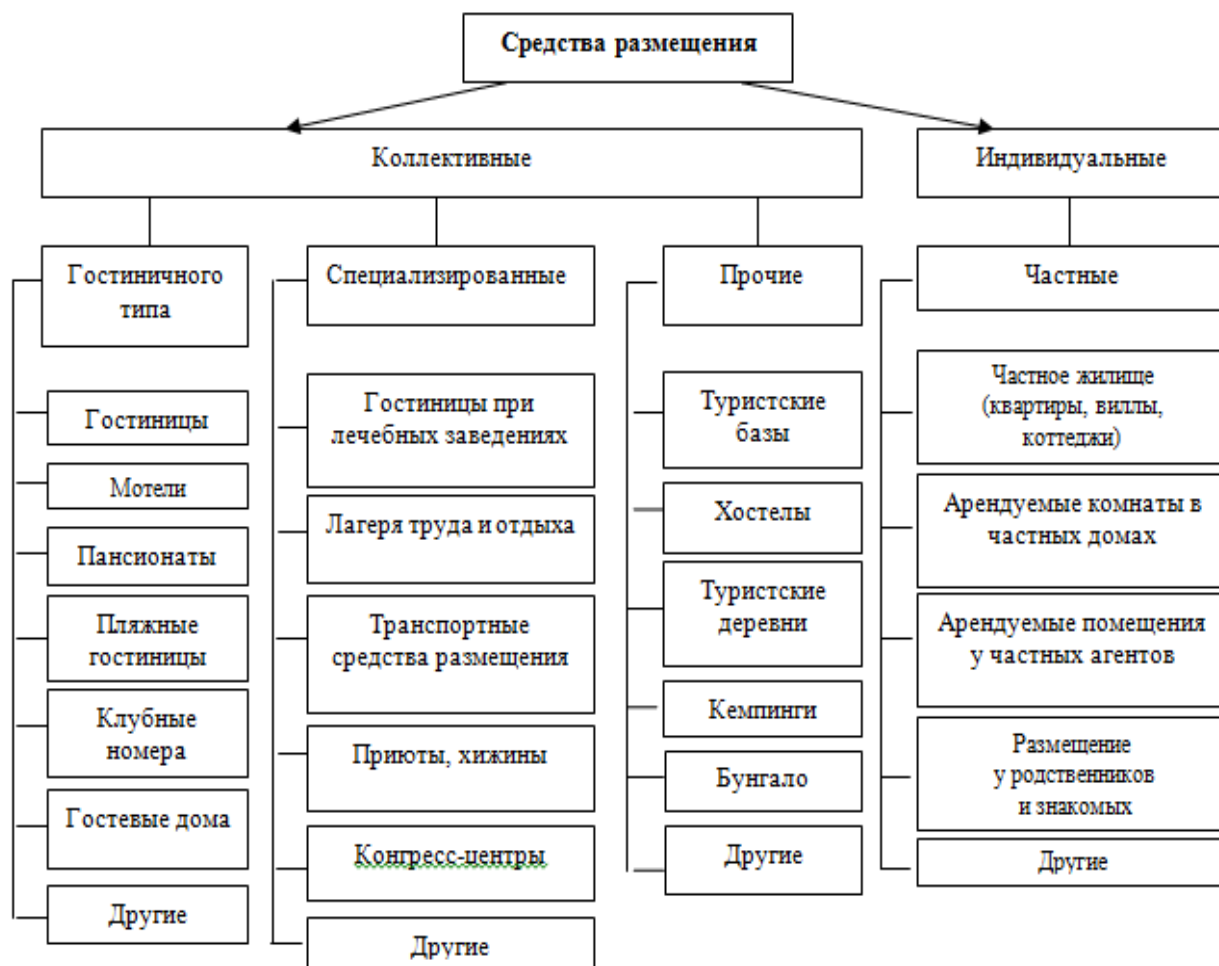 Средства размещения
Коллективные
Индивидуальные
Гостиничного
типа
Специализированные
Прочие
Частные
Гостиницы
Мотели
Пансионаты
Пляжные
гостиницы
Клубные
номера
Гостевые дома
Другие
Гостиницы при
лечебных заведениях
Лагеря труда и отдыха
Транспортные
средства размещения
Приюты, хижины
Конгресс-центры
Другие
Туристские
базы
Хостелы
Туристские
деревни
Кемпинги
Бунгало
Другие
Частное жилище
(квартиры, виллы,
коттеджи)
Арендуемые комнаты в
частных домах
Арендуемые помещения
у частных агентов
Размещение
у родственников
и знакомых
Другие